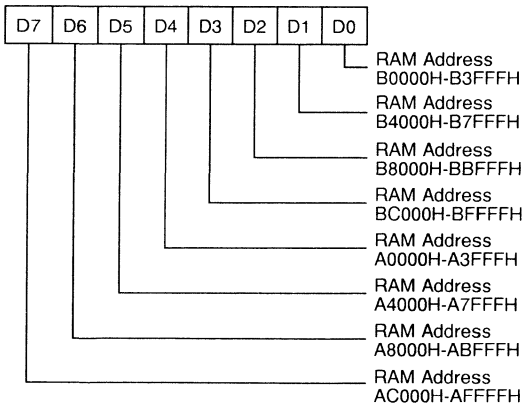 D7 D6 D5 D4 D3 D2 D1 D0
RAM Address
B0000H-B3FFFH
RAM Address
B4000H-B7FFFH
RAM Address
B8000H-BBFFFH
RAM Address
BC000H-BFFFFH
RAM Address
A0000H-A3FFFH
RAM Address
A4000H-A7FFFH
RAM Address
A8000H-ABFFFH
RAM Address
AC000H-AFFFFH